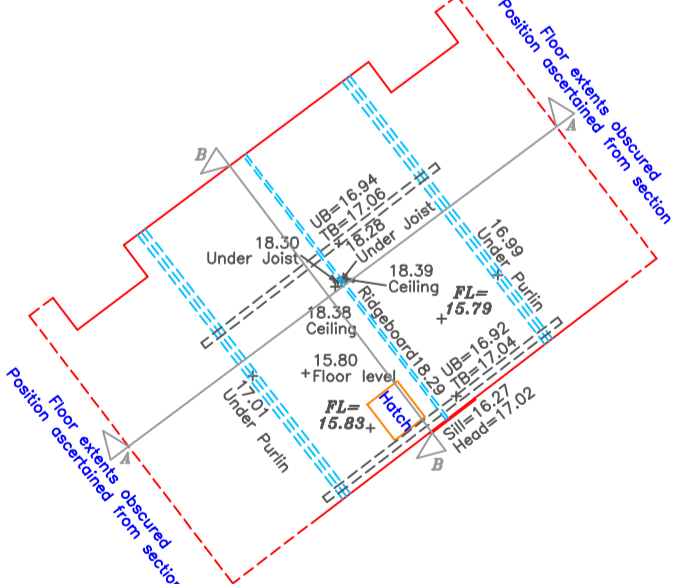 Floor extents obscured
Position ascertained from section
A
B
UB=16.94
TB=17.06
18.28
Under Joist
18.30
Under Joist
16.99
Under Purlin
18.39
Ceiling
FL=
15.79
18.38
Ceiling
Ridgeboard18.29
15.80
Floor level
UB=16.92
TB=17.04
17.01
Under Purlin
FL=
15.83
Hatch
Sill=16.27
Head=17.02
B
A
Floor extents obscured
Position ascertained from section